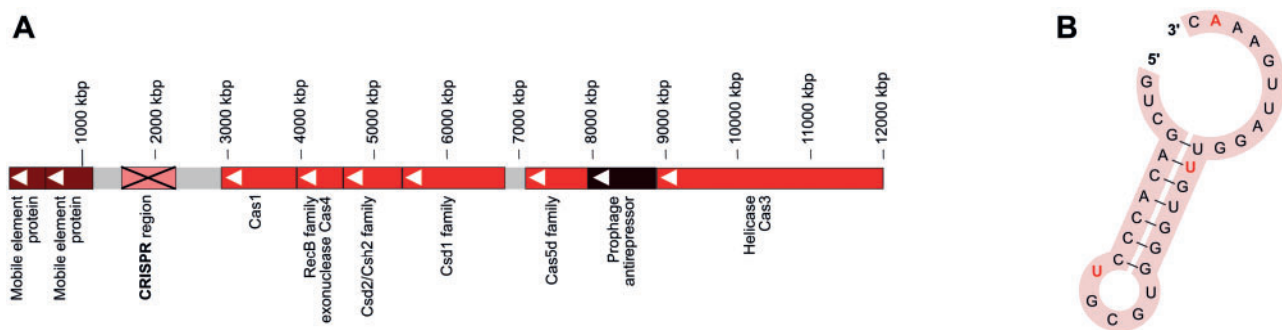 A
1000 kbp
2000 kbp
3000 kbp
4000 kbp
5000 kbp
6000 kbp
7000 kbp
8000 kbp
9000 kbp
10000 kbp
11000 kbp
12000 kbp
Mobile element
protein
Mobile element
protein
CRISPR region
Cas1
RecB family
exonuclease Cas4
Csd2/Csh2 family
Csd1 family
Cas5d family
Prophage
antirepressor
Helicase
Cas3
B
5'
GUCGACACCCUGCGUGGGUGUUGGAUUGAAAC
3'